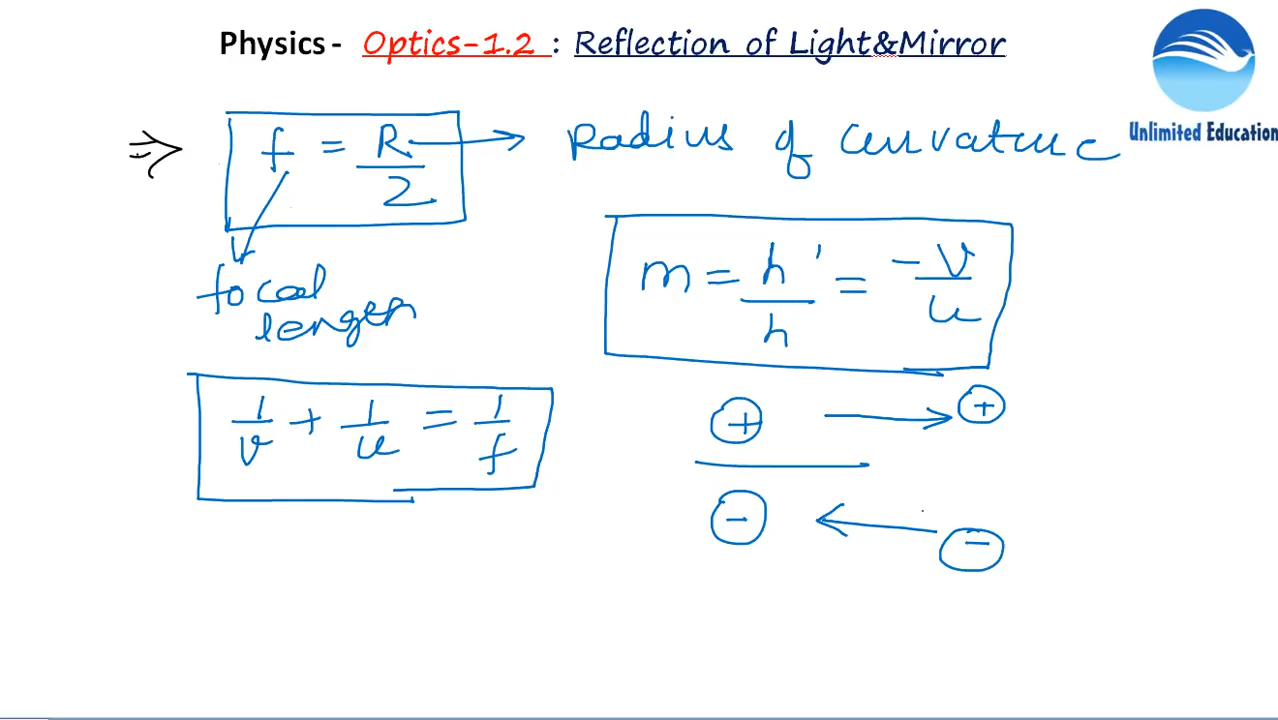 Physics - Optics-1.2 : Reflection of Light&Mirror
Unlimited Education
⇒ f = R/2 → Radius of curvature
focal
length
m = h'/h = -v/u
1/v + 1/u = 1/f
+ → +
- ← -